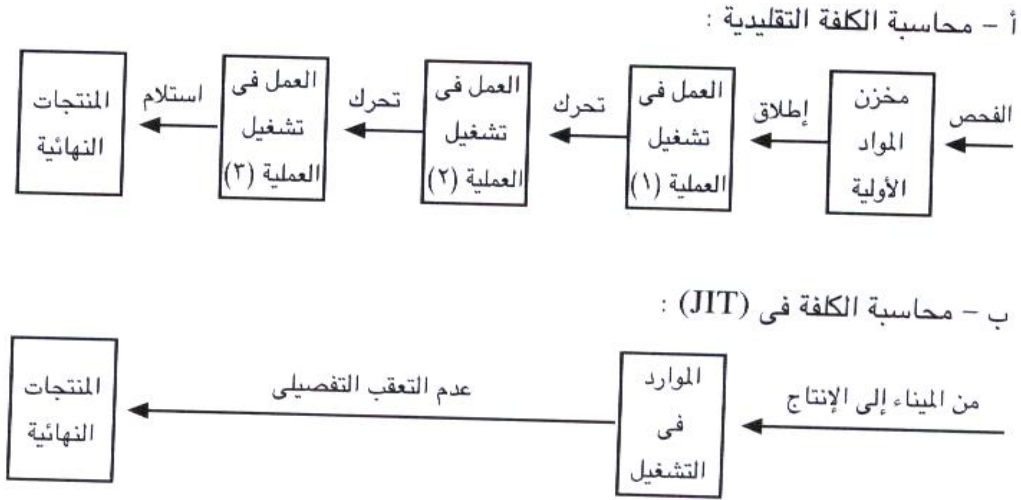 أ – محاسبة الكلفة التقليدية :
الفحص
مخزن
المواد
الأولية
إطلاق
العمل فى
تشغيل
العملية (١)
تحرك
العمل فى
تشغيل
العملية (٢)
تحرك
العمل فى
تشغيل
العملية (٣)
استلام
المنتجات
النهائية
ب – محاسبة الكلفة فى (JIT) :
من الميناء إلى الإنتاج
الموارد
فى
التشغيل
عدم التعقب التفصيلى
المنتجات
النهائية